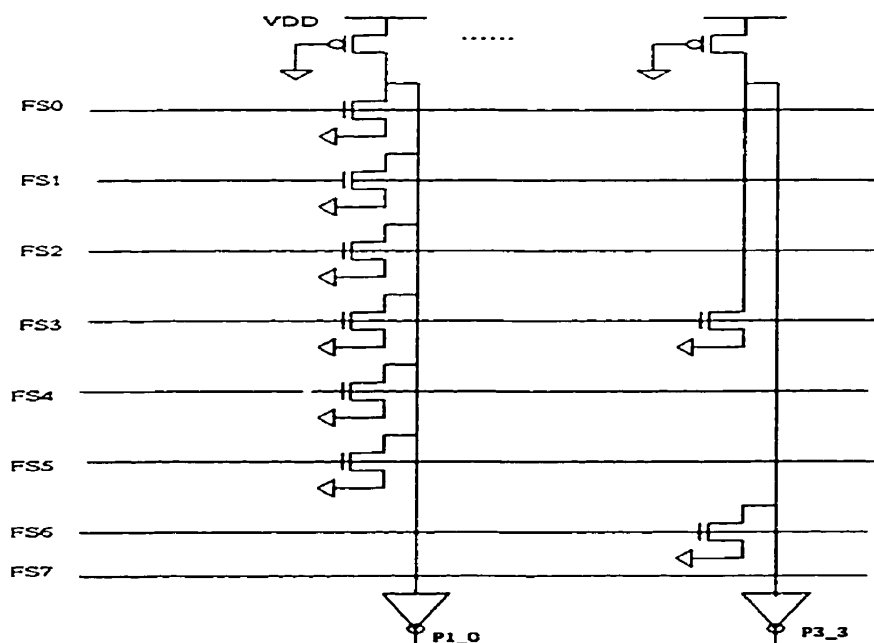 VDD
......
FS0
FS1
FS2
FS3
FS4
FS5
FS6
FS7
P1_0
P3_3